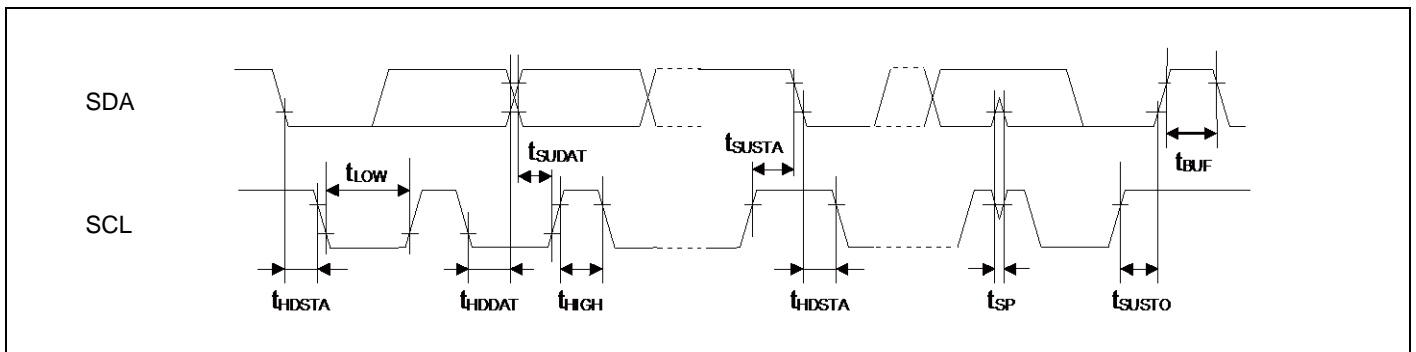 SDA
tSUDAT
tSUSTA
tBUF
tLOW
SCL
tHDSTA
tHDDAT
tHIGH
tHDSTA
tSP
tSUSTO